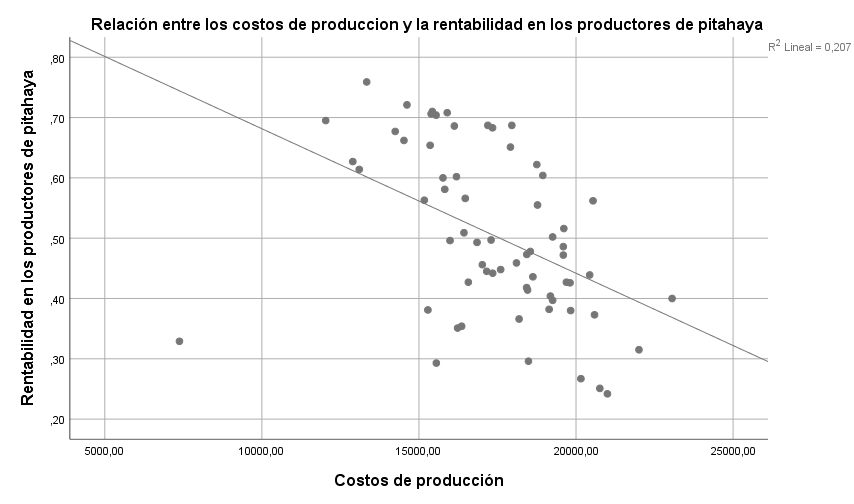 Relación entre los costos de produccion y la rentabilidad en los productores de pitahaya
R2 Lineal = 0,207
Rentabilidad en los productores de pitahaya
,80
,70
,60
,50
,40
,30
,20
5000,00 10000,00 15000,00 20000,00 25000,00
Costos de producción